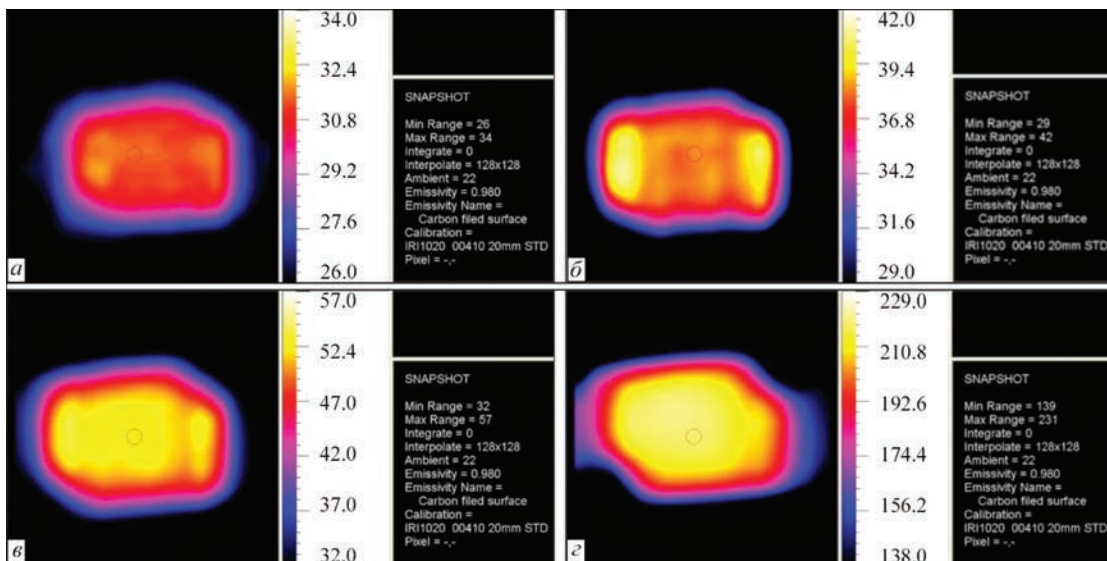 34.0
32.4
30.8
29.2
27.6
26.0
SNAPSHOT
Min Range = 26
Max Range = 34
Integrate = 0
Interpolate = 128x128
Ambient = 22
Emissivity = 0.980
Emissivity Name =
Carbon filed surface
Calibration =
IRI1020 00410 20mm STD
Pixel = -,-
а
42.0
39.4
36.8
34.2
31.6
29.0
SNAPSHOT
Min Range = 29
Max Range = 42
Integrate = 0
Interpolate = 128x128
Ambient = 22
Emissivity = 0.980
Emissivity Name =
Carbon filed surface
Calibration =
IRI1020 00410 20mm STD
Pixel = -,-
б
57.0
52.4
47.0
42.0
37.0
32.0
SNAPSHOT
Min Range = 32
Max Range = 57
Integrate = 0
Interpolate = 128x128
Ambient = 22
Emissivity = 0.980
Emissivity Name =
Carbon filed surface
Calibration =
IRI1020 00410 20mm STD
Pixel = -,-
в
229.0
210.8
192.6
174.4
156.2
138.0
SNAPSHOT
Min Range = 139
Max Range = 231
Integrate = 0
Interpolate = 128x128
Ambient = 22
Emissivity = 0.980
Emissivity Name =
Carbon filed surface
Calibration =
IRI1020 00410 20mm STD
Pixel = -,-
г